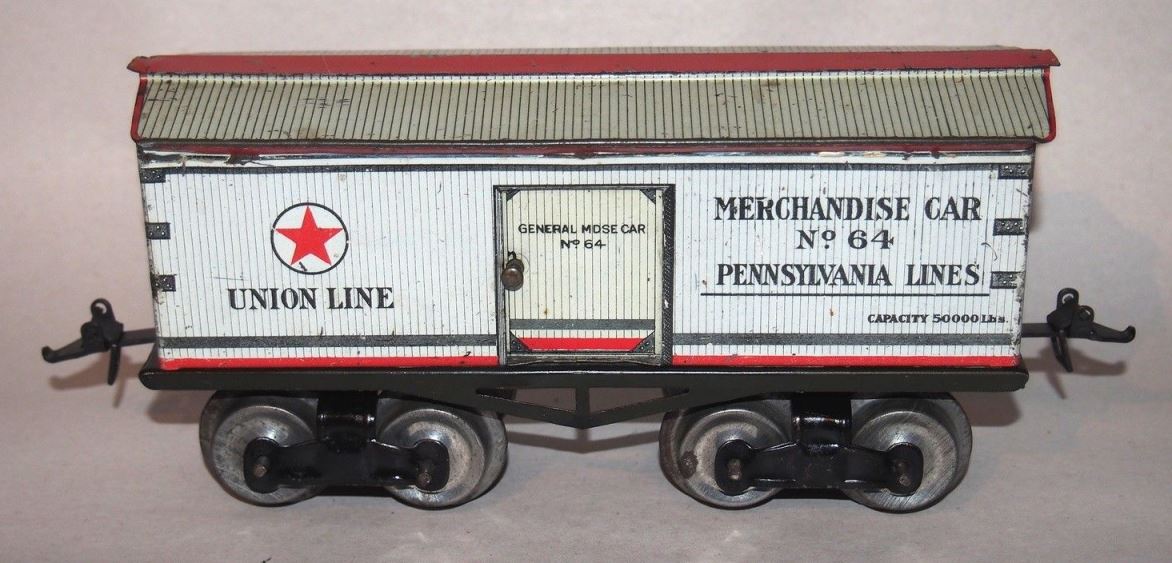 UNION LINE
GENERAL MDSE CAR
Nº 64
MERCHANDISE CAR
Nº 64
PENNSYLVANIA LINES
CAPACITY 50000 Lbs.